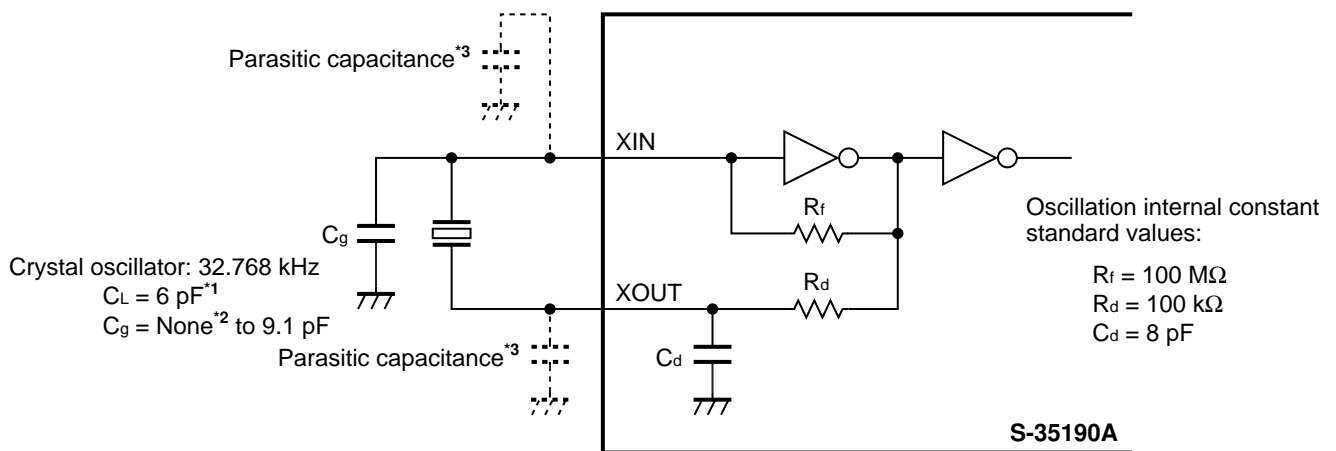 Parasitic capacitance*3
XIN
Rf
Cg
Oscillation internal constant
standard values:
Rf = 100 MΩ
Rd = 100 kΩ
Cd = 8 pF
Crystal oscillator: 32.768 kHz
CL = 6 pF*1
Cg = None*2 to 9.1 pF
XOUT
Rd
Parasitic capacitance*3
Cd
S-35190A